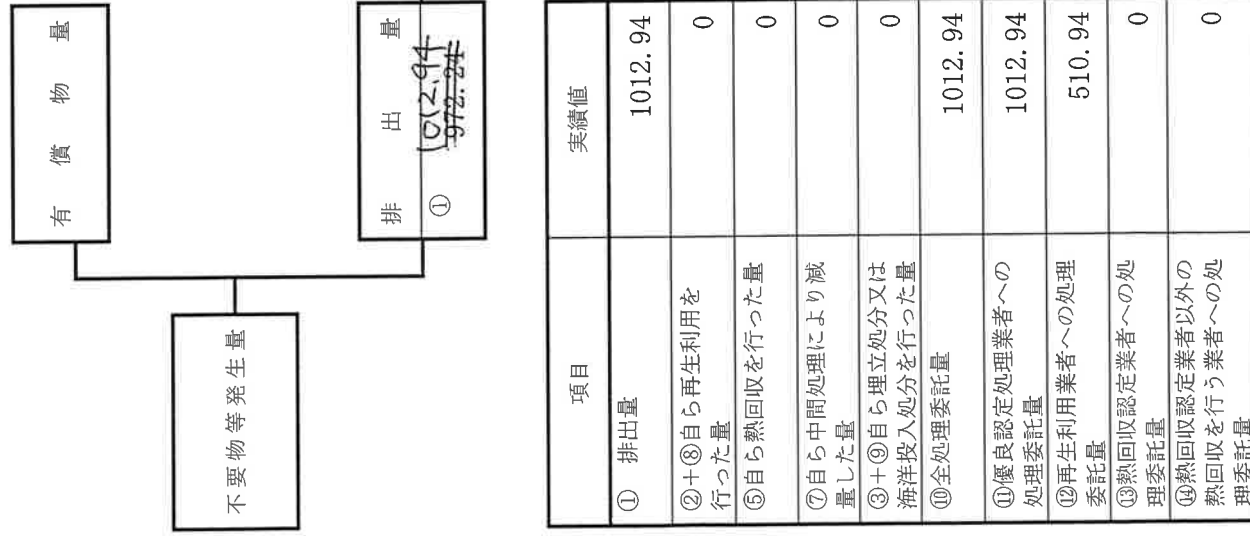 有償物量
不要物等発生量
排出量
①
1012.94
972.24
項目 実績値
① 排出量 1012.94
②+⑧自ら再生利用を
行った量 0
⑤自ら熱回収を行った量 0
⑦自ら中間処理により減
量した量 0
③+⑨自ら埋立処分又は
海洋投入処分を行った量 0
⑩全処理委託量 1012.94
⑪優良認定処理業者への
処理委託量 1012.94
⑫再生利用業者への処理
委託量 510.94
⑬熱回収認定業者への処
理委託量 0
⑭熱回収認定業者以外の
熱回収を行う業者への処
理委託量 0